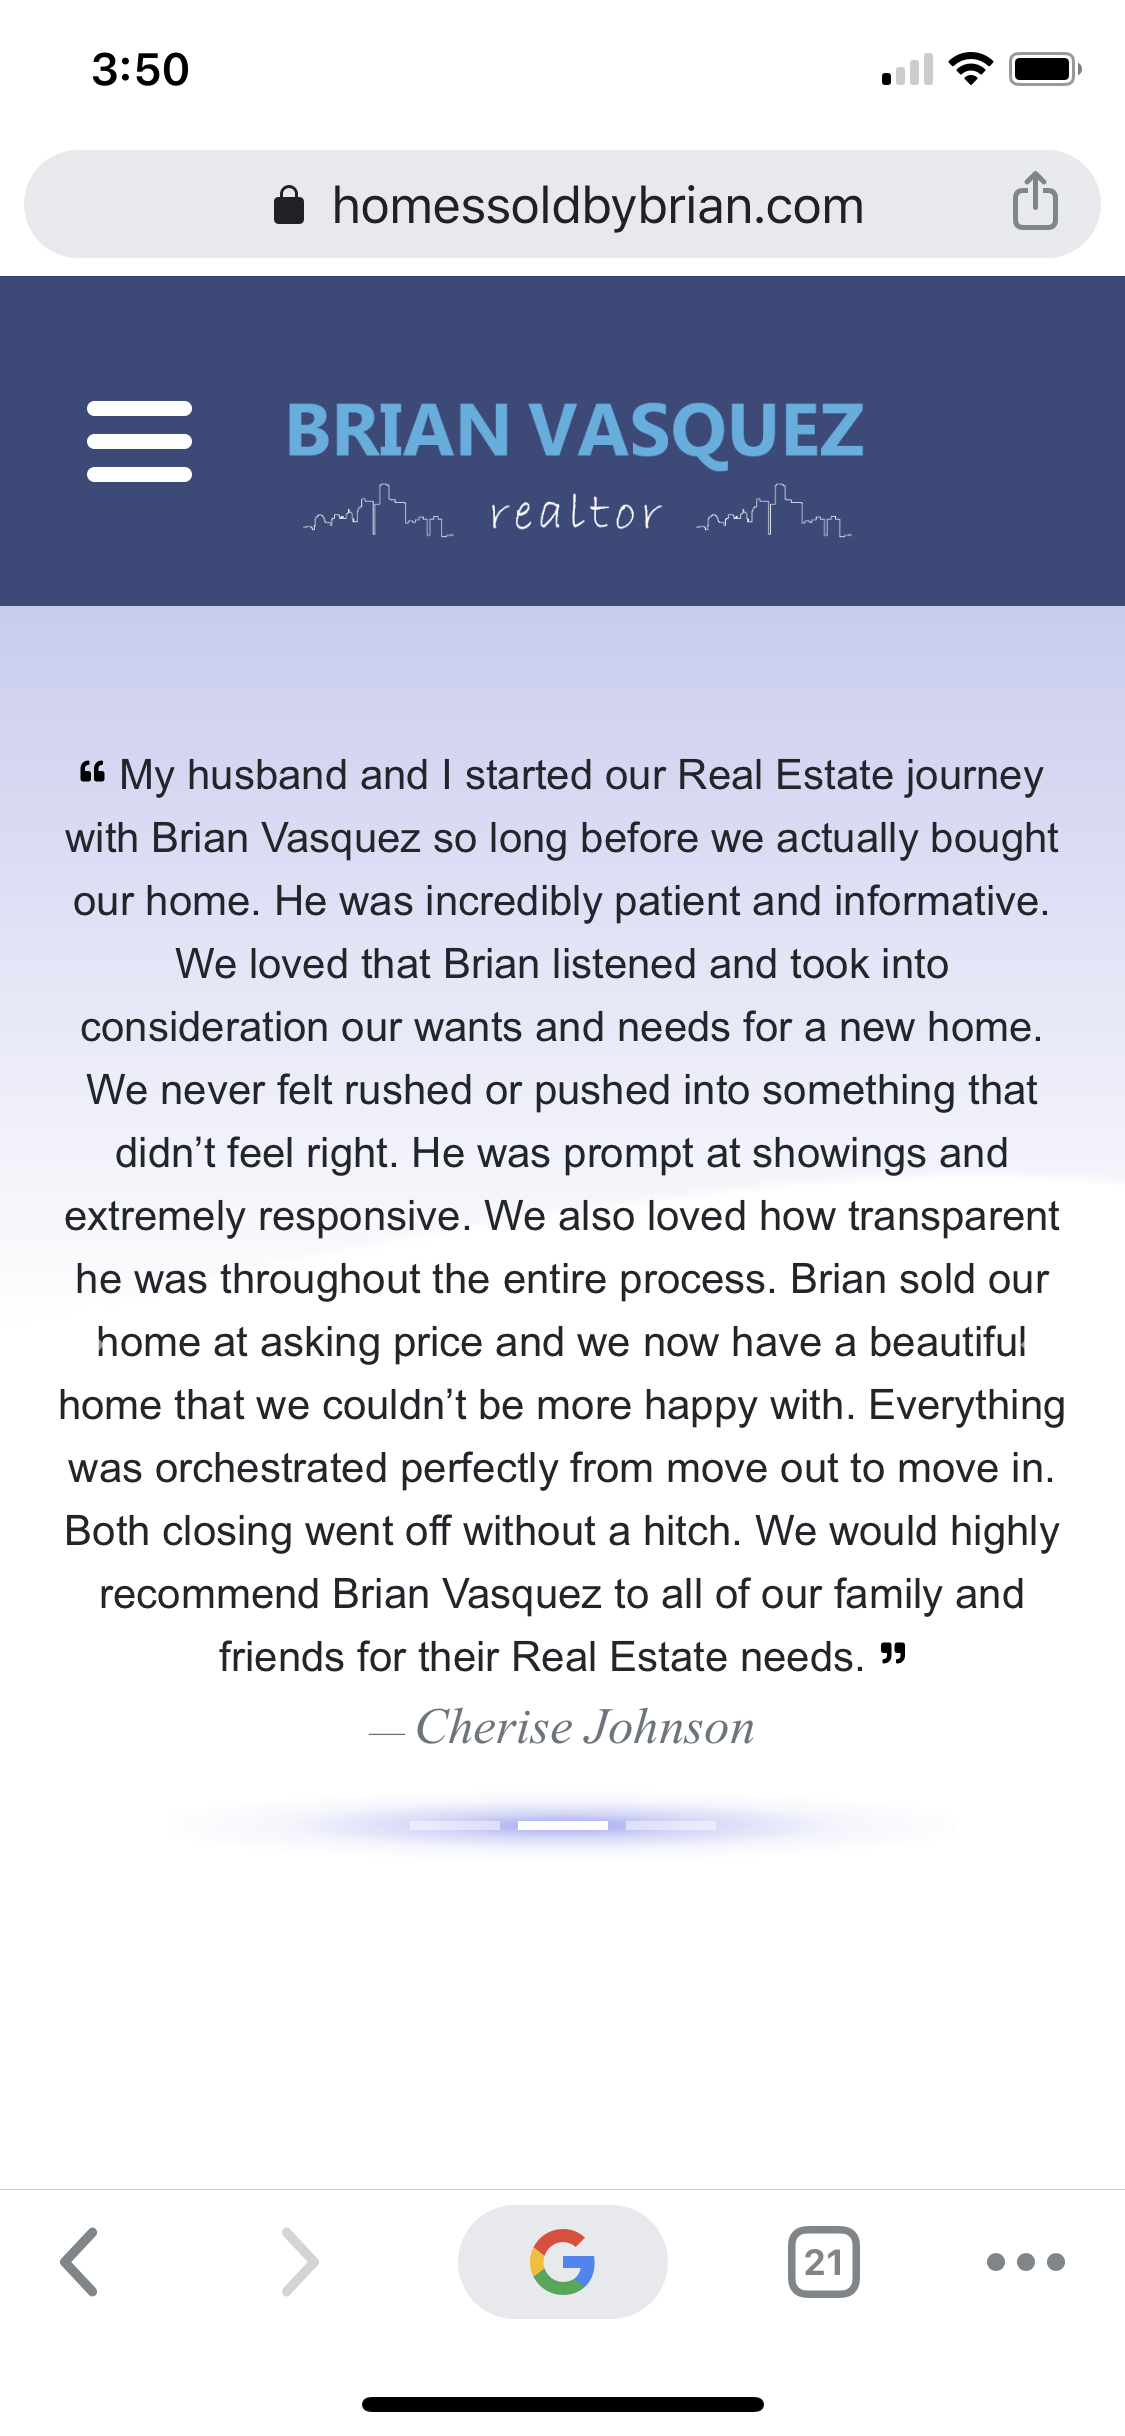 3:50
homessoldbybrian.com
BRIAN VASQUEZ
realtor
“ My husband and I started our Real Estate journey
with Brian Vasquez so long before we actually bought
our home. He was incredibly patient and informative.
We loved that Brian listened and took into
consideration our wants and needs for a new home.
We never felt rushed or pushed into something that
didn’t feel right. He was prompt at showings and
extremely responsive. We also loved how transparent
he was throughout the entire process. Brian sold our
home at asking price and we now have a beautiful
home that we couldn’t be more happy with. Everything
was orchestrated perfectly from move out to move in.
Both closing went off without a hitch. We would highly
recommend Brian Vasquez to all of our family and
friends for their Real Estate needs. ”
— Cherise Johnson
G
21